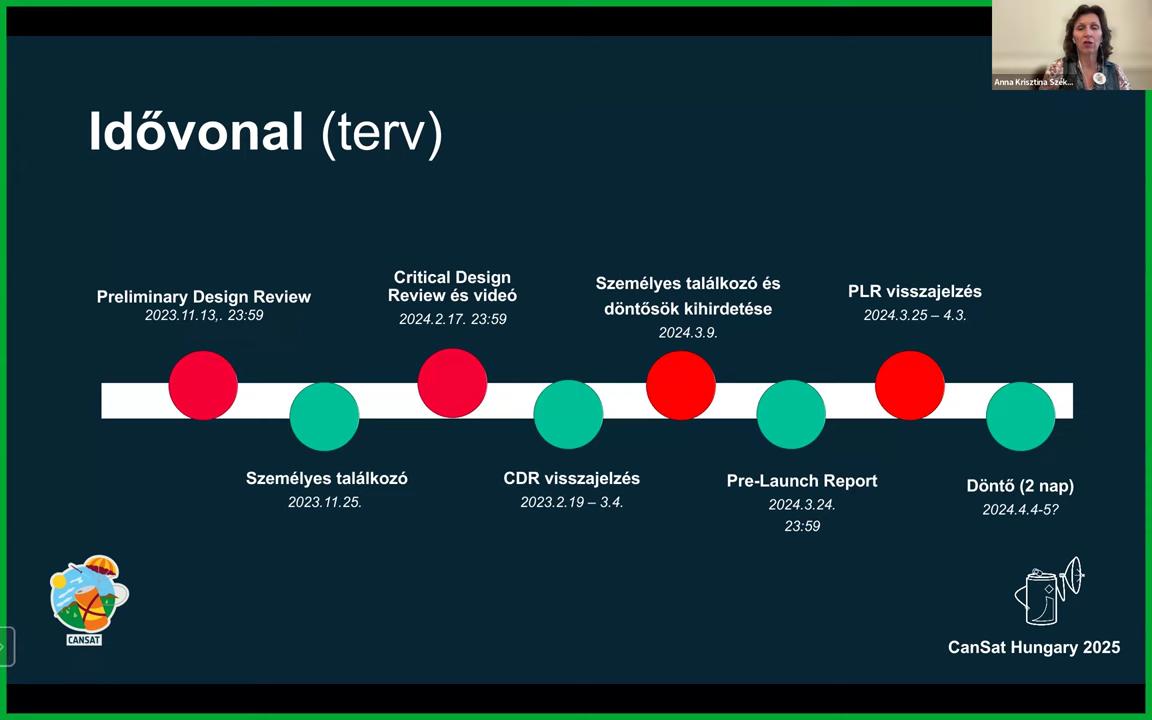 Anna Krisztina Szék...
Idővonal (terv)
Preliminary Design Review
2023.11.13,. 23:59
Critical Design
Review és videó
2024.2.17. 23:59
Személyes találkozó és
döntősök kihirdetése
2024.3.9.
PLR visszajelzés
2024.3.25 – 4.3.
Személyes találkozó
2023.11.25.
CDR visszajelzés
2023.2.19 – 3.4.
Pre-Launch Report
2024.3.24.
23:59
Döntő (2 nap)
2024.4.4-5?
CANSAT
CanSat Hungary 2025